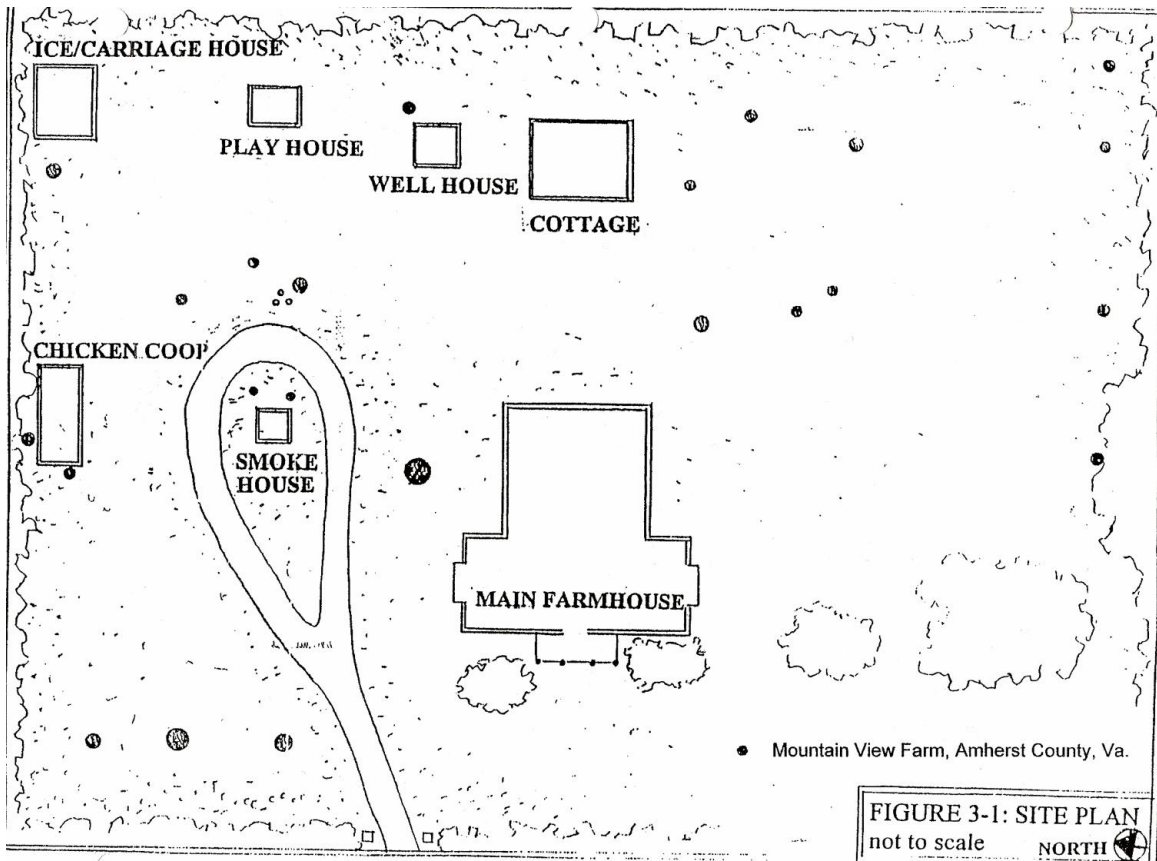 ICE/CARRIAGE HOUSE
PLAY HOUSE
WELL HOUSE
COTTAGE
CHICKEN COOP
SMOKE
HOUSE
MAIN FARMHOUSE
Mountain View Farm, Amherst County, Va.
FIGURE 3-1: SITE PLAN
not to scale NORTH